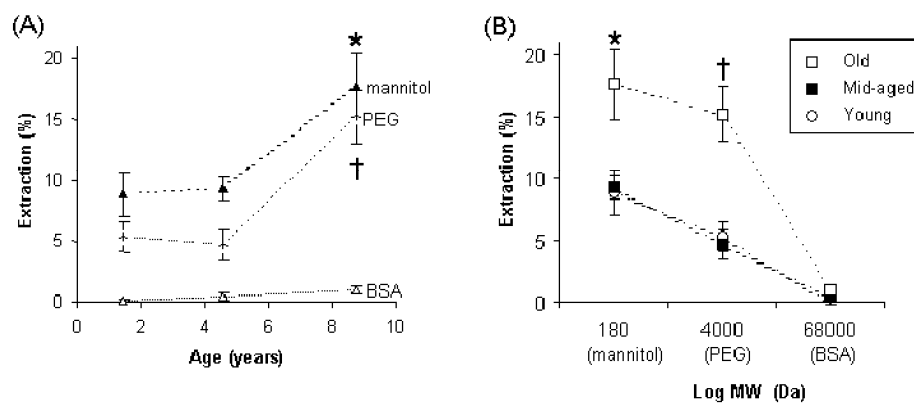 (A)
20
15
10
5
0
Extraction (%)
*
mannitol
PEG
†
BSA
0 2 4 6 8 10
Age (years)
(B)
20
15
10
5
0
Extraction (%)
*
†
Old
Mid-aged
Young
180 4000 68000
(mannitol) (PEG) (BSA)
Log MW (Da)